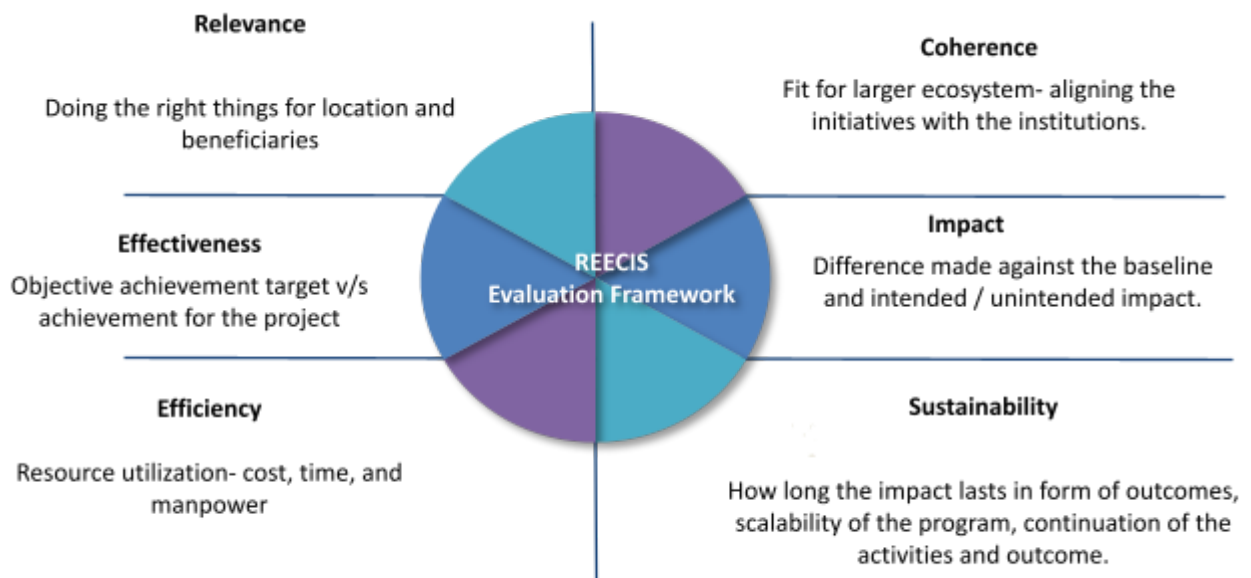 Relevance
Doing the right things for location and
beneficiaries
Effectiveness
Objective achievement target v/s
achievement for the project
Efficiency
Resource utilization- cost, time, and
manpower
REECIS
Evaluation Framework
Coherence
Fit for larger ecosystem- aligning the
initiatives with the institutions.
Impact
Difference made against the baseline
and intended / unintended impact.
Sustainability
How long the impact lasts in form of outcomes,
scalability of the program, continuation of the
activities and outcome.